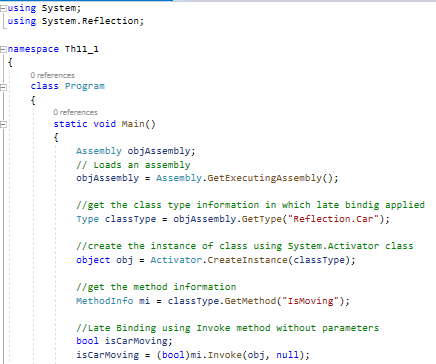 using System;
using System.Reflection;
namespace Th11_1
{
0 references
class Program
{
0 references
static void Main()
{
Assembly objAssembly;
// Loads an assembly
objAssembly = Assembly.GetExecutingAssembly();
//get the class type information in which late bindig applied
Type classType = objAssembly.GetType("Reflection.Car");
//create the instance of class using System.Activator class
object obj = Activator.CreateInstance(classType);
//get the method information
MethodInfo mi = classType.GetMethod("IsMoving");
//Late Binding using Invoke method without parameters
bool isCarMoving;
isCarMoving = (bool)mi.Invoke(obj, null);